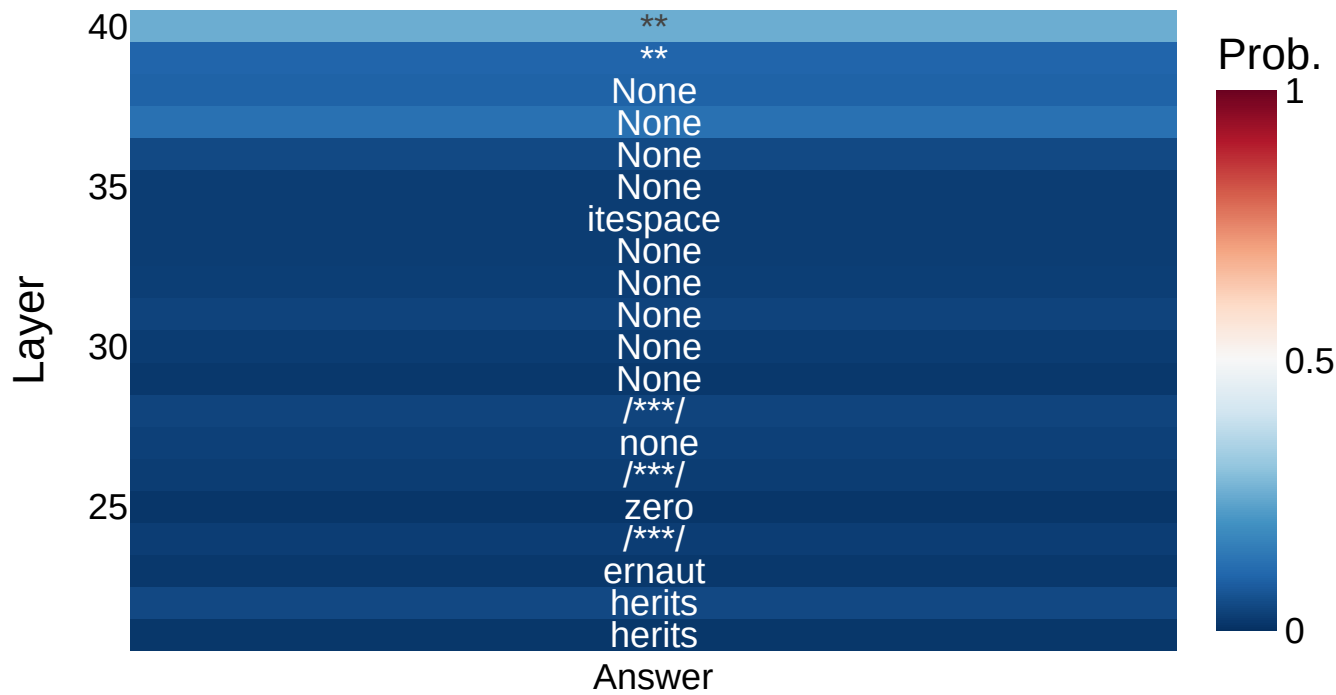 40
**
**
None
None
None
35
None
itespace
None
None
None
30
None
None
/***/
none
/***/
25
zero
/***/
ernaut
herits
herits
Layer
Answer
Prob.
1
0.5
0